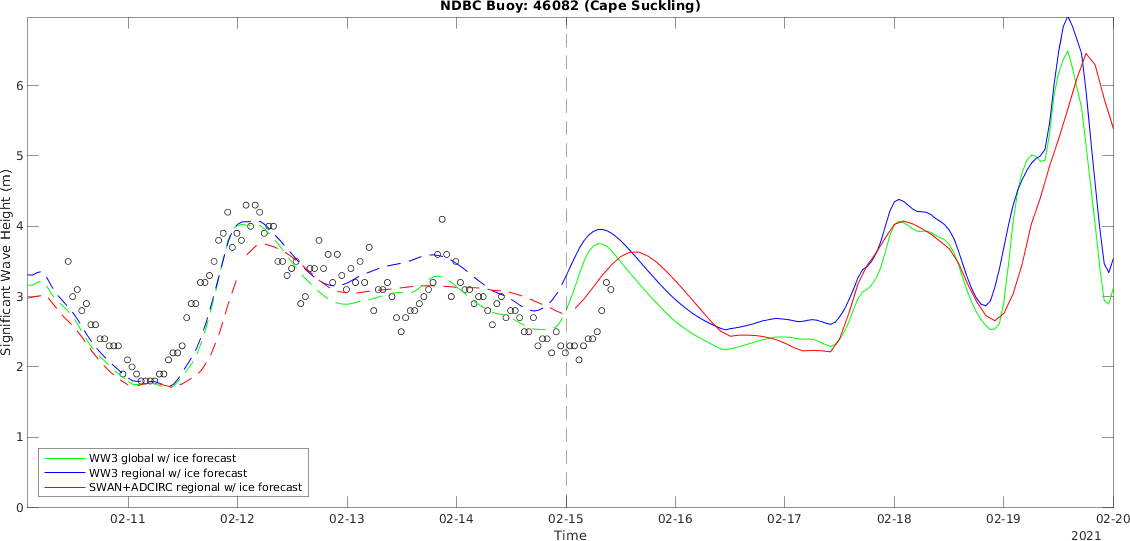 NDBC Buoy: 46082 (Cape Suckling)
Significant Wave Height (m)
6
5
4
3
2
1
0
WW3 global w/ ice forecast
WW3 regional w/ ice forecast
SWAN+ADCIRC regional w/ ice forecast
02-11 02-12 02-13 02-14 02-15 02-16 02-17 02-18 02-19 02-20
Time
2021